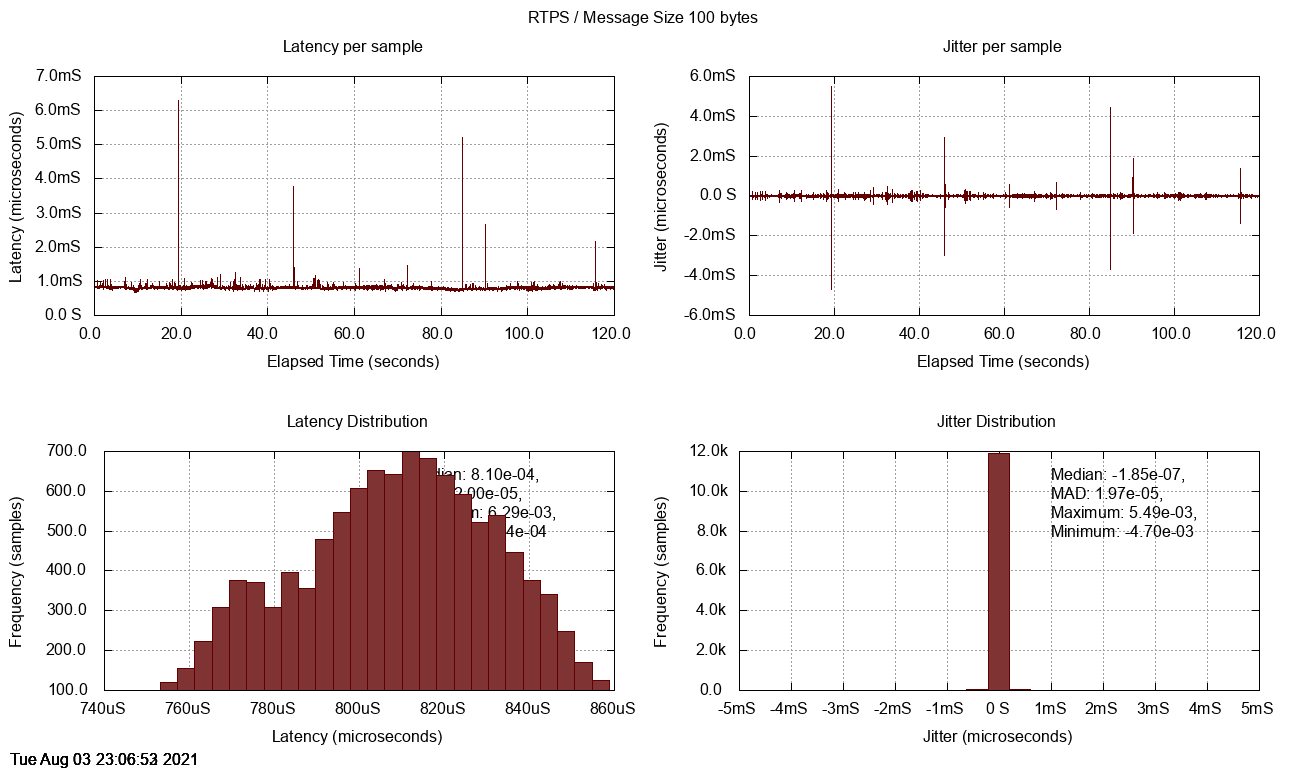 RTPS / Message Size 100 bytes
Latency per sample
7.0mS
6.0mS
5.0mS
4.0mS
3.0mS
2.0mS
1.0mS
0.0 S
0.0 20.0 40.0 60.0 80.0 100.0 120.0
Latency (microseconds)
Elapsed Time (seconds)
Jitter per sample
6.0mS
4.0mS
2.0mS
0.0 S
-2.0mS
-4.0mS
-6.0mS
0.0 20.0 40.0 60.0 80.0 100.0 120.0
Jitter (microseconds)
Elapsed Time (seconds)
Latency Distribution
700.0
600.0
500.0
400.0
300.0
200.0
100.0
740uS 760uS 780uS 800uS 820uS 840uS 860uS
Frequency (samples)
Latency (microseconds)
8.10e-04,
6.29e-03,
Jitter Distribution
12.0k
10.0k
8.0k
6.0k
4.0k
2.0k
0.0
-5mS -4mS -3mS -2mS -1mS 0 S 1mS 2mS 3mS 4mS 5mS
Frequency (samples)
Jitter (microseconds)
Median: -1.85e-07,
MAD: 1.97e-05,
Maximum: 5.49e-03,
Minimum: -4.70e-03
Tue Aug 03 2021